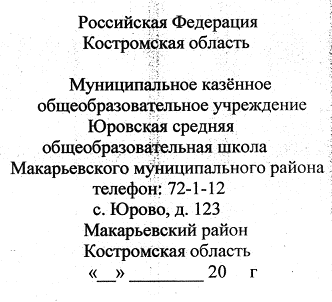 Российская Федерация
Костромская область
Муниципальное казённое
общеобразовательное учреждение
Юровская средняя
общеобразовательная школа
Макарьевского муниципального района
телефон: 72-1-12
с. Юрово, д. 123
Макарьевский район
Костромская область
«__» ________ 20 г